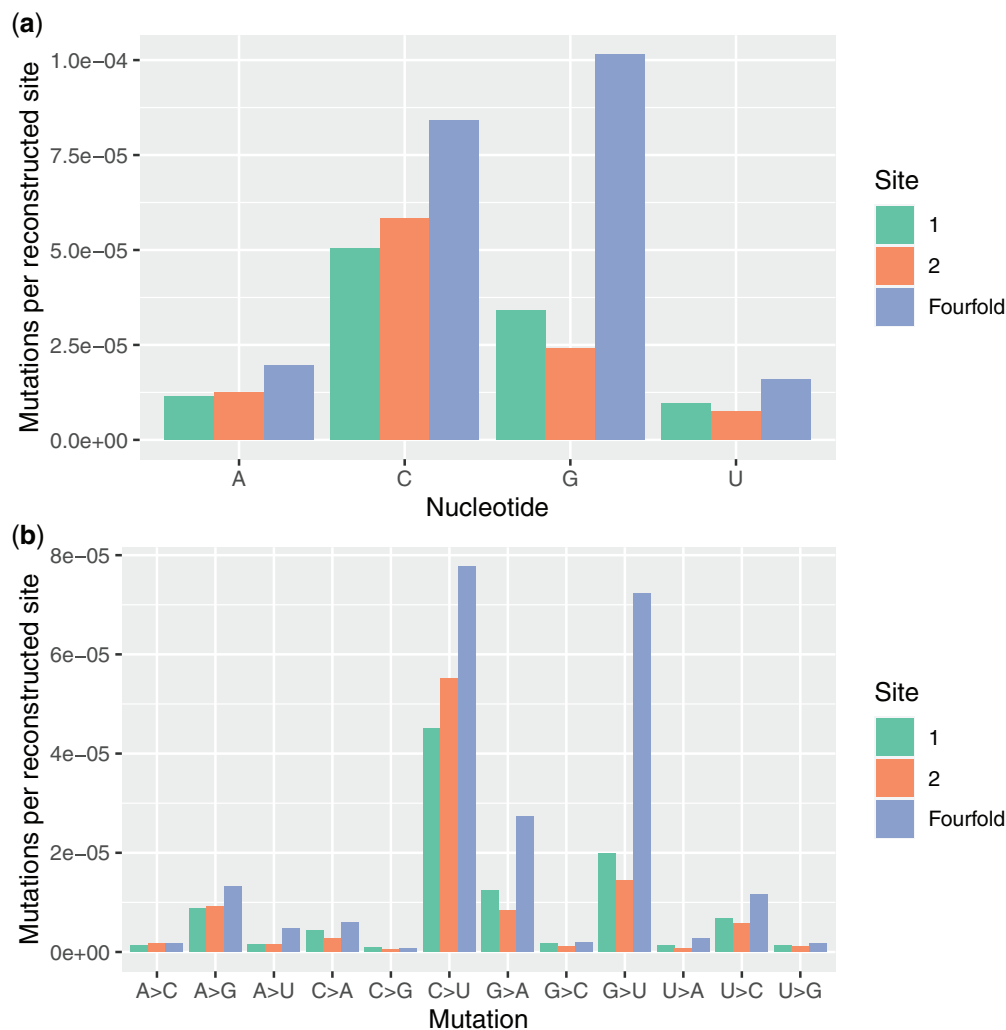 (a)
Mutations per reconstructed site
1.0e−04
7.5e−05
5.0e−05
2.5e−05
0.0e+00
A C G U
Nucleotide
Site
1
2
Fourfold
(b)
Mutations per reconstructed site
8e−05
6e−05
4e−05
2e−05
0e+00
A>C A>G A>U C>A C>G C>U G>A G>C G>U U>A U>C U>G
Mutation
Site
1
2
Fourfold